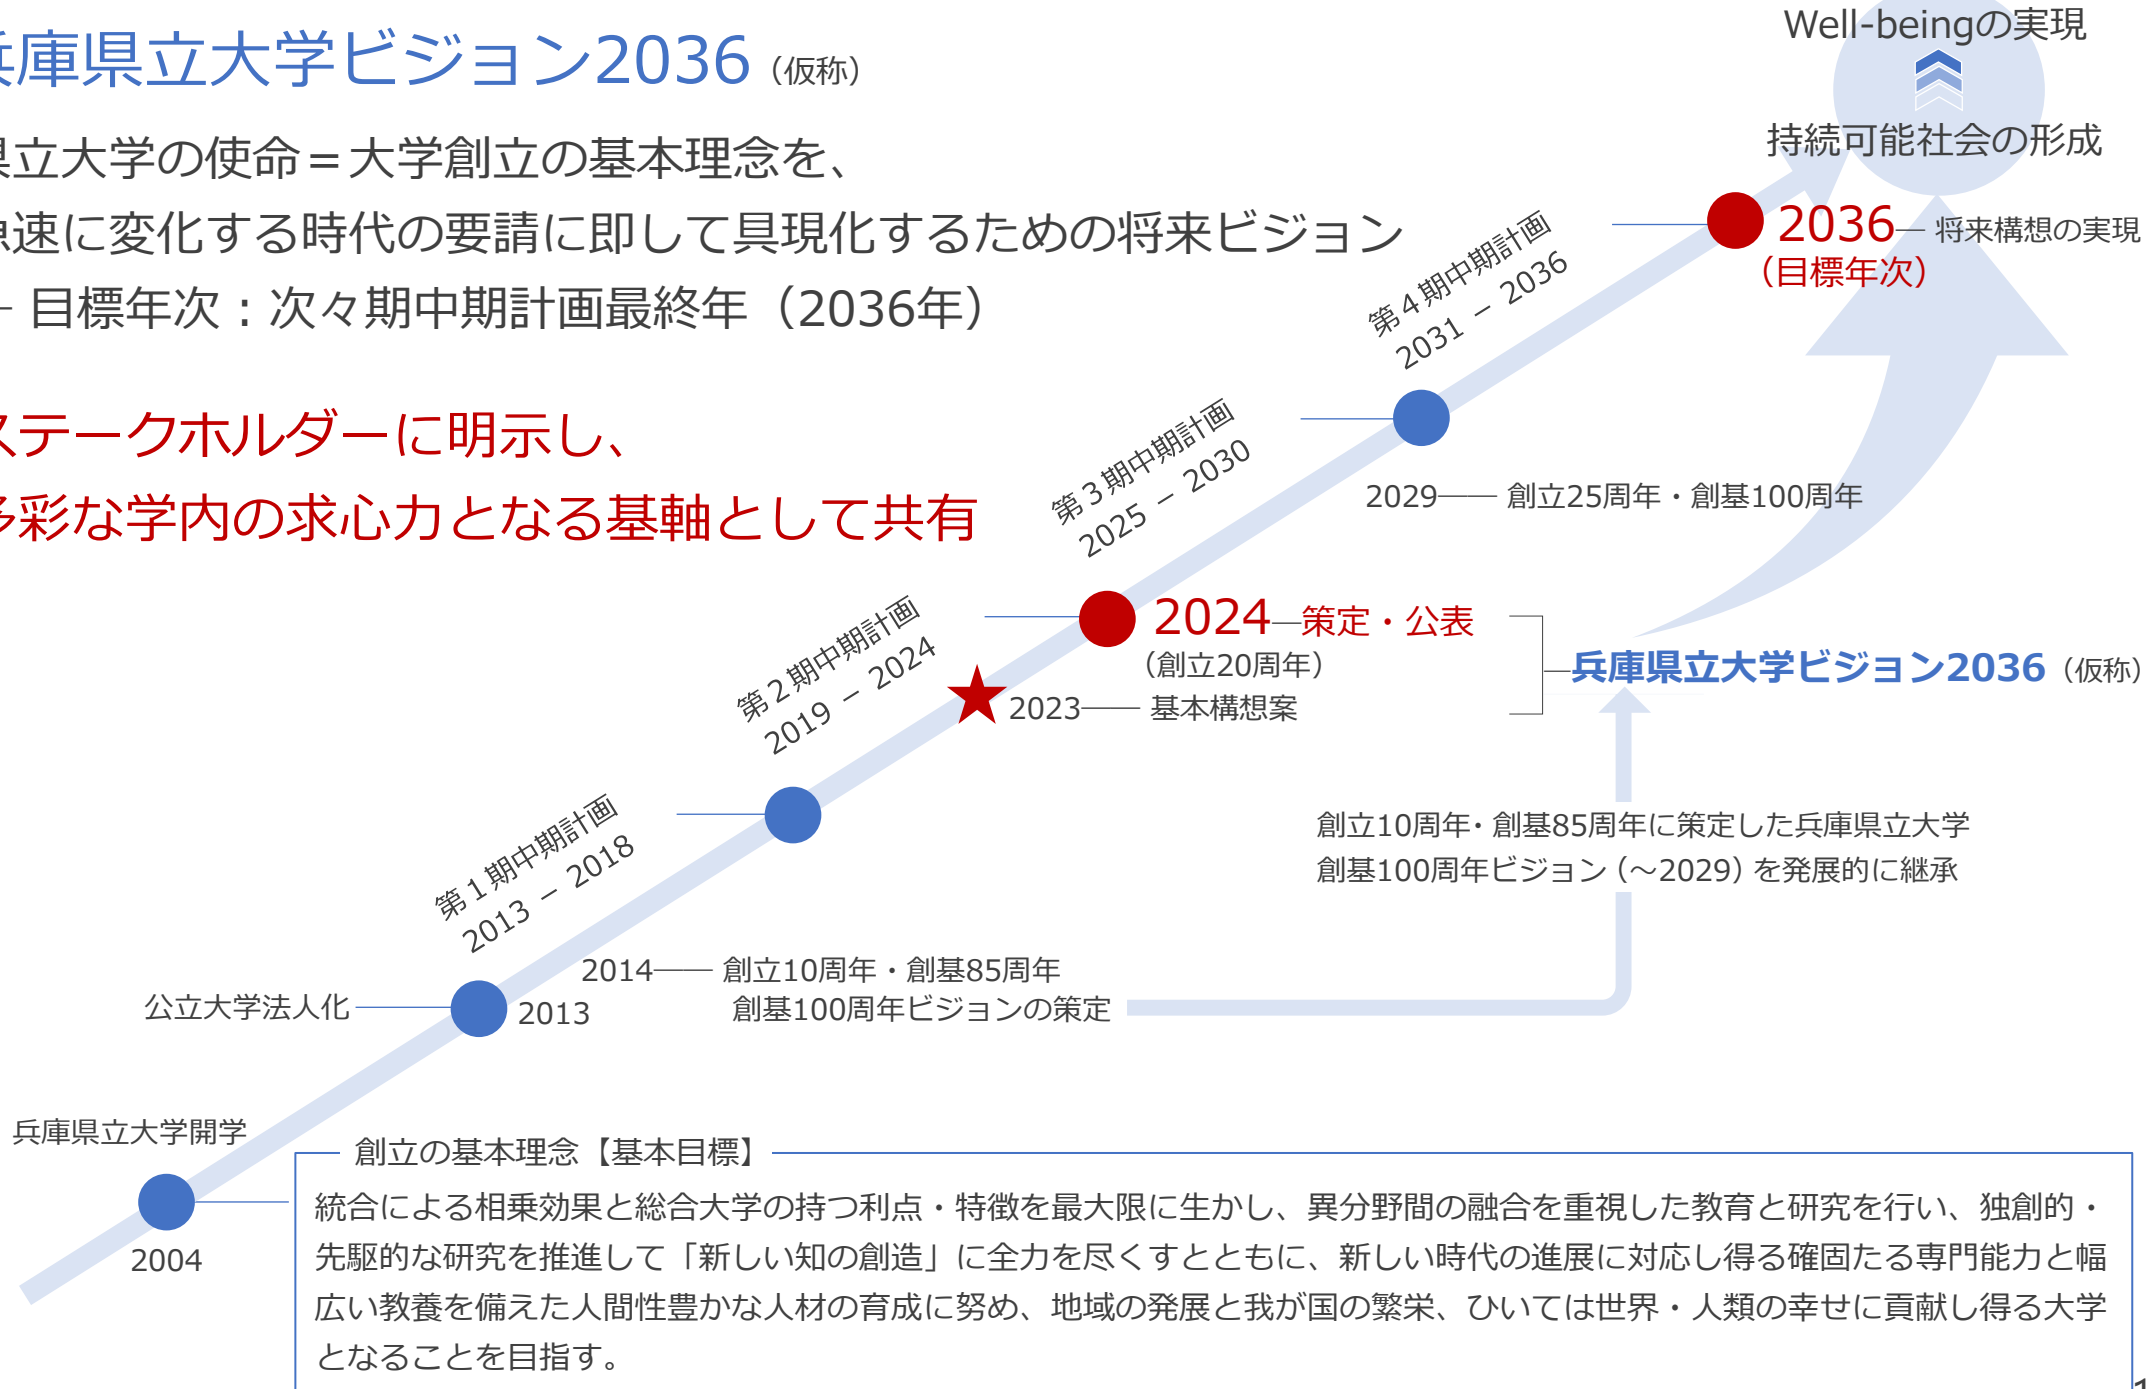 兵庫県立大学ビジョン2036（仮称）
県立大学の使命＝大学創立の基本理念を、
急速に変化する時代の要請に即して具現化するための将来ビジョン
― 目標年次：次々期中期計画最終年（2036年）
ステークホルダーに明示し、
多彩な学内の求心力となる基軸として共有
Well-beingの実現
持続可能社会の形成
2036― 将来構想の実現
（目標年次）
第４期中期計画
2031 － 2036
第３期中期計画
2025 － 2030
2029―― 創立25周年・創基100周年
第２期中期計画
2019 － 2024
2024―策定・公表
（創立20周年）
2023―― 基本構想案
兵庫県立大学ビジョン2036（仮称）
第１期中期計画
2013 － 2018
創立10周年・創基85周年に策定した兵庫県立大学
創基100周年ビジョン（～2029）を発展的に継承
2014―― 創立10周年・創基85周年
創基100周年ビジョンの策定
公立大学法人化
2013
兵庫県立大学開学
2004
創立の基本理念【基本目標】
統合による相乗効果と総合大学の持つ利点・特徴を最大限に生かし、異分野間の融合を重視した教育と研究を行い、独創的・
先駆的な研究を推進して「新しい知の創造」に全力を尽くすとともに、新しい時代の進展に対応し得る確固たる専門能力と幅
広い教養を備えた人間性豊かな人材の育成に努め、地域の発展と我が国の繁栄、ひいては世界・人類の幸せに貢献し得る大学
となることを目指す。